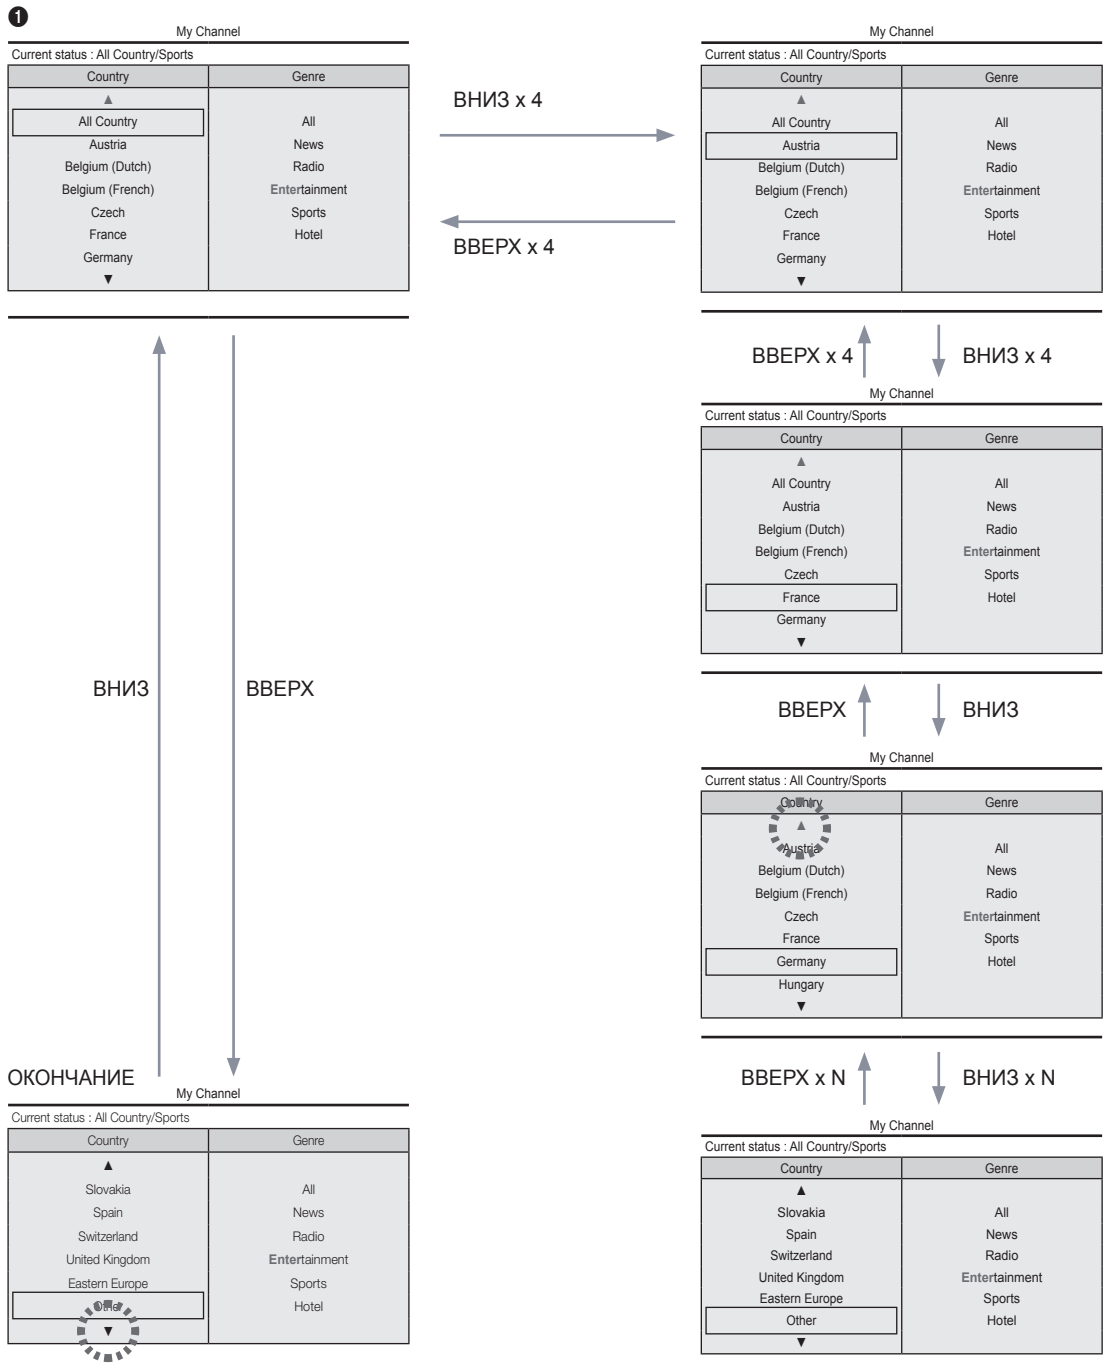 ❶
My Channel
Current status : All Country/Sports
Country Genre
▲
All Country All
Austria News
Belgium (Dutch) Radio
Belgium (French) Entertainment
Czech Sports
France Hotel
Germany
▼
ВНИЗ x 4
ВВЕРХ x 4
My Channel
Current status : All Country/Sports
Country Genre
▲
All Country All
Austria News
Belgium (Dutch) Radio
Belgium (French) Entertainment
Czech Sports
France Hotel
Germany
▼
ВВЕРХ x 4
ВНИЗ x 4
My Channel
Current status : All Country/Sports
Country Genre
▲
All Country All
Austria News
Belgium (Dutch) Radio
Belgium (French) Entertainment
Czech Sports
France Hotel
Germany
▼
ВНИЗ
ВВЕРХ
ВВЕРХ
ВНИЗ
My Channel
Current status : All Country/Sports
Country Genre
▲
Austria All
Belgium (Dutch) News
Belgium (French) Radio
Czech Entertainment
France Sports
Germany Hotel
Hungary
▼
ВВЕРХ x N
ВНИЗ x N
ОКОНЧАНИЕ
My Channel
Current status : All Country/Sports
Country Genre
▲
Slovakia All
Spain News
Switzerland Radio
United Kingdom Entertainment
Eastern Europe Sports
Other Hotel
▼
My Channel
Current status : All Country/Sports
Country Genre
▲
Slovakia All
Spain News
Switzerland Radio
United Kingdom Entertainment
Eastern Europe Sports
Other Hotel
▼